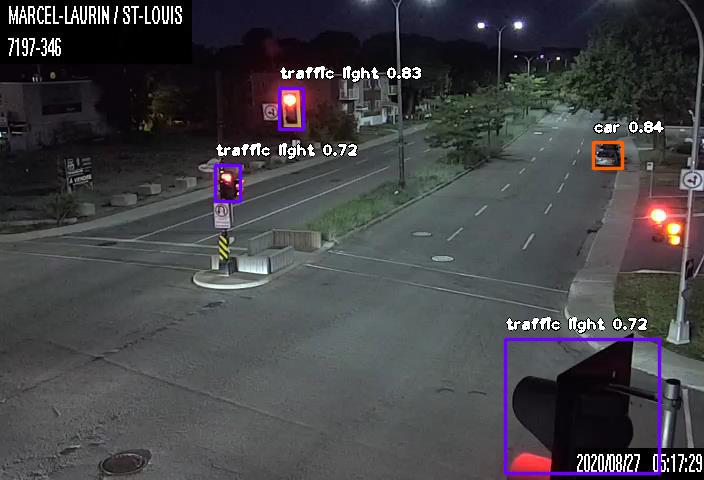 MARCEL-LAURIN / ST-LOUIS
7197-346
traffic light 0.83
car 0.84
traffic light 0.72
traffic light 0.72
À
VENDRE
2020/08/27 05:17:29